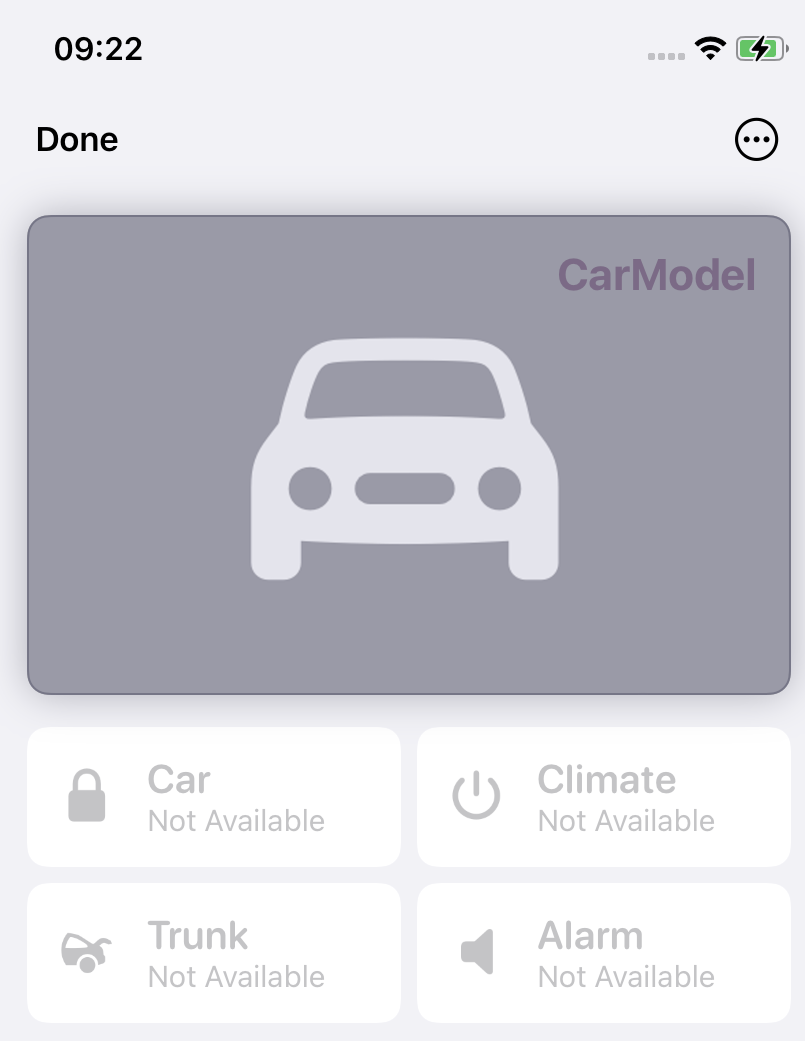 09:22
Done
CarModel
Car
Not Available
Climate
Not Available
Trunk
Not Available
Alarm
Not Available